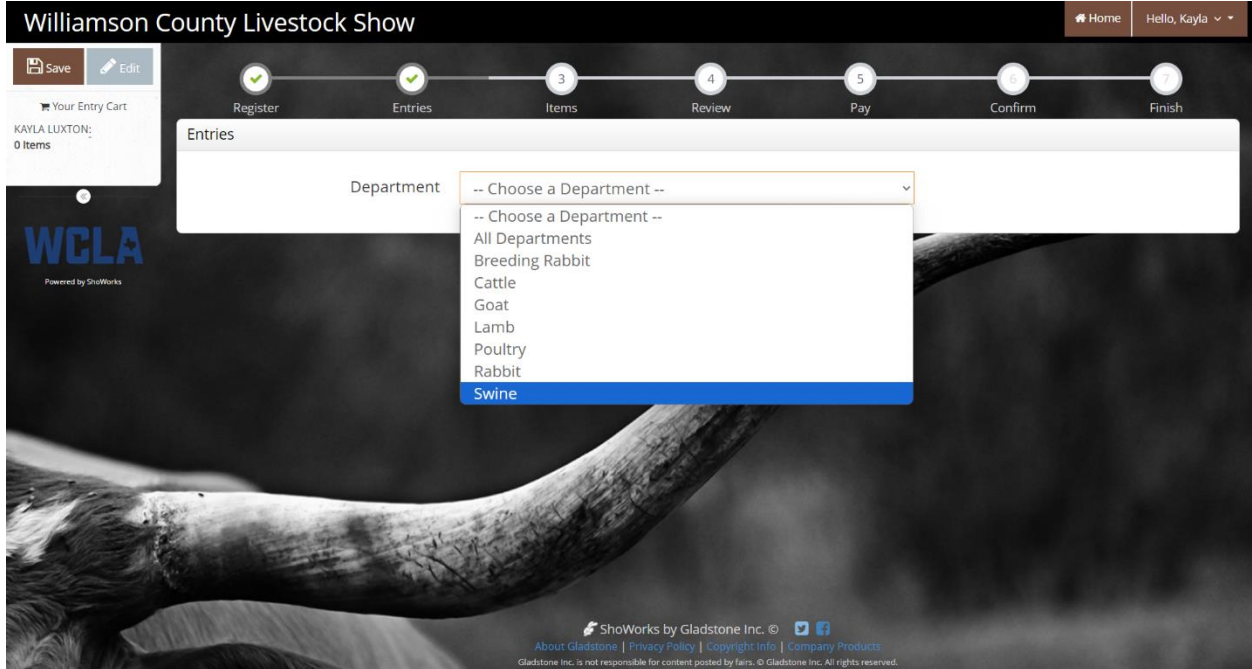 Williamson County Livestock Show
Home
Hello, Kayla
Save
Edit
Your Entry Cart
KAYLA LUXTON:
0 Items
WCLA
Powered by ShoWorks
3
4
5
6
7
Register
Entries
Items
Review
Pay
Confirm
Finish
Entries
Department
-- Choose a Department --
-- Choose a Department --
All Departments
Breeding Rabbit
Cattle
Goat
Lamb
Poultry
Rabbit
Swine
ShoWorks by Gladstone Inc. ©
About Gladstone | Privacy Policy | Copyright Info | Company Products
Gladstone Inc. is not responsible for content posted by fairs. © Gladstone Inc. All rights reserved.